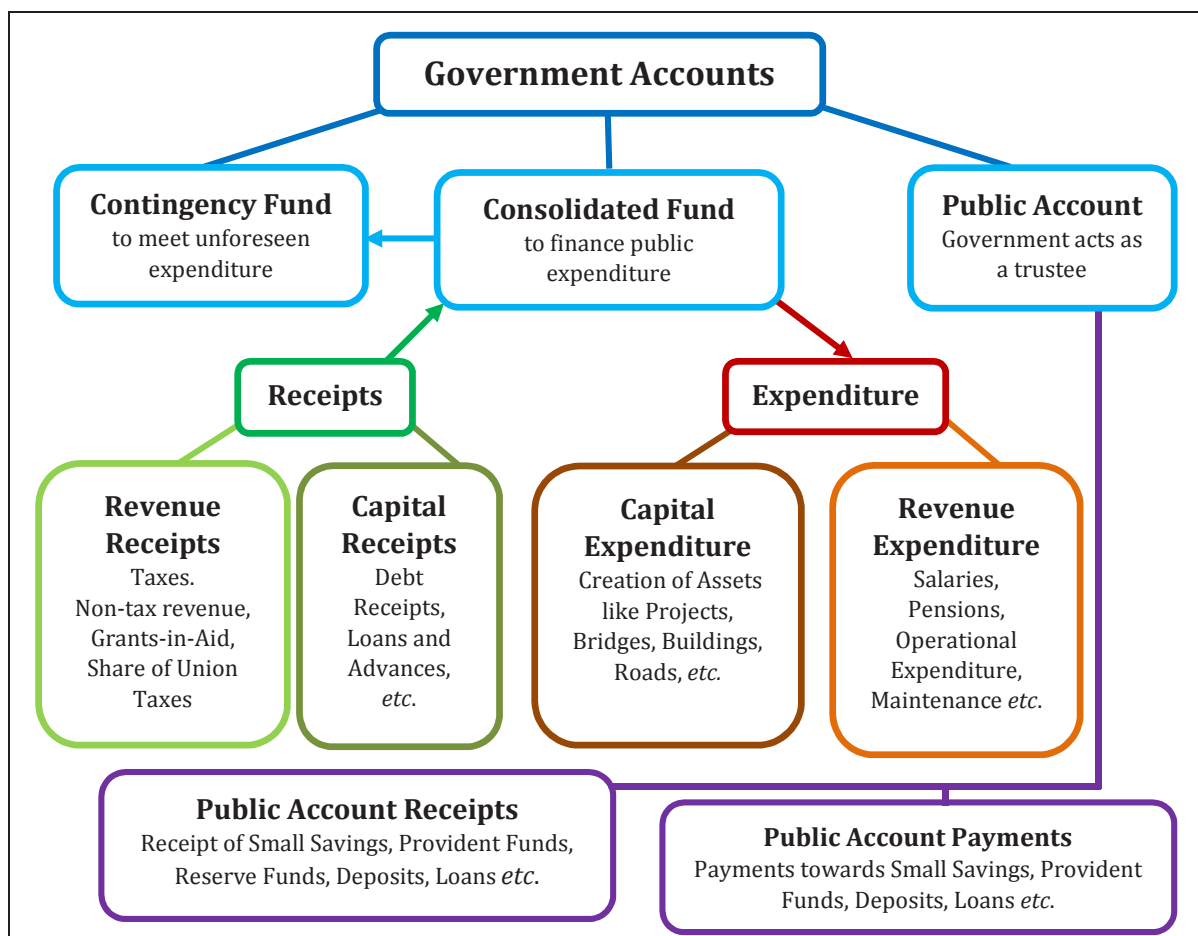 Government Accounts
Contingency Fund
to meet unforeseen
expenditure
Consolidated Fund
to finance public
expenditure
Public Account
Government acts as
a trustee
Receipts
Expenditure
Revenue
Receipts
Taxes.
Non-tax revenue,
Grants-in-Aid,
Share of Union
Taxes
Capital
Receipts
Debt
Receipts,
Loans and
Advances,
etc.
Capital
Expenditure
Creation of Assets
like Projects,
Bridges, Buildings,
Roads, etc.
Revenue
Expenditure
Salaries,
Pensions,
Operational
Expenditure,
Maintenance etc.
Public Account Receipts
Receipt of Small Savings, Provident Funds,
Reserve Funds, Deposits, Loans etc.
Public Account Payments
Payments towards Small Savings, Provident
Funds, Deposits, Loans etc.